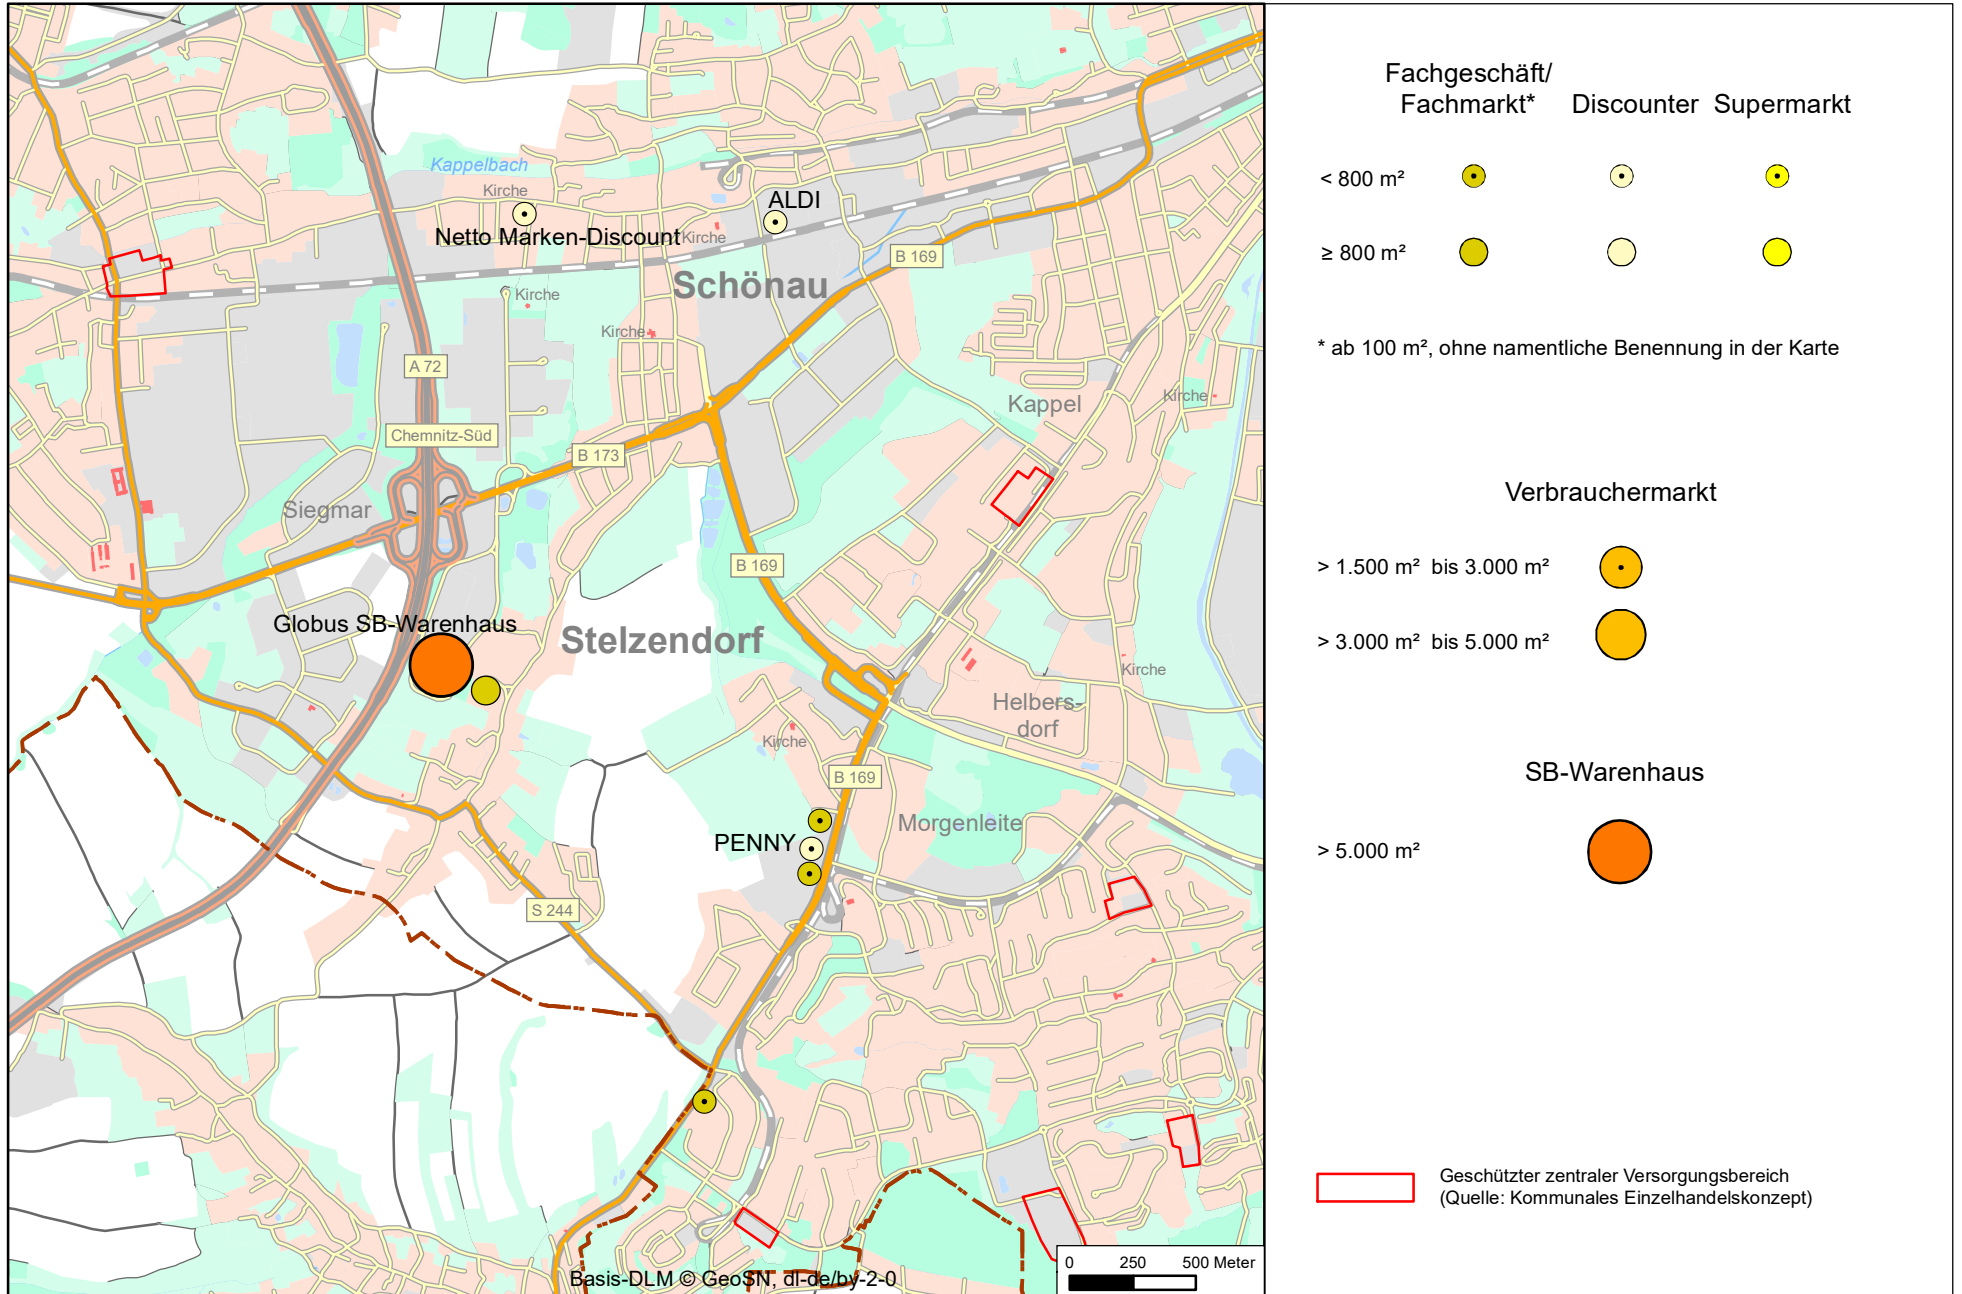 Kappelbach
Kirche
ALDI
Netto Marken-Discount
Kirche
B 169
Schönau
Kirche
Kirche
A 72
Kappel
Kirche
Chemnitz-Süd
B 173
Siegmar
B 169
Globus SB-Warenhaus
Stelzendorf
Kirche
Helbers-
dorf
Kirche
B 169
Morgenleite
PENNY
S 244
Basis-DLM © GeoSN, dl-de/by-2-0
0 250 500 Meter
Fachgeschäft/
Fachmarkt* Discounter Supermarkt
< 800 m²
≥ 800 m²
* ab 100 m², ohne namentliche Benennung in der Karte
Verbrauchermarkt
> 1.500 m² bis 3.000 m²
> 3.000 m² bis 5.000 m²
SB-Warenhaus
> 5.000 m²
Geschützter zentraler Versorgungsbereich
(Quelle: Kommunales Einzelhandelskonzept)